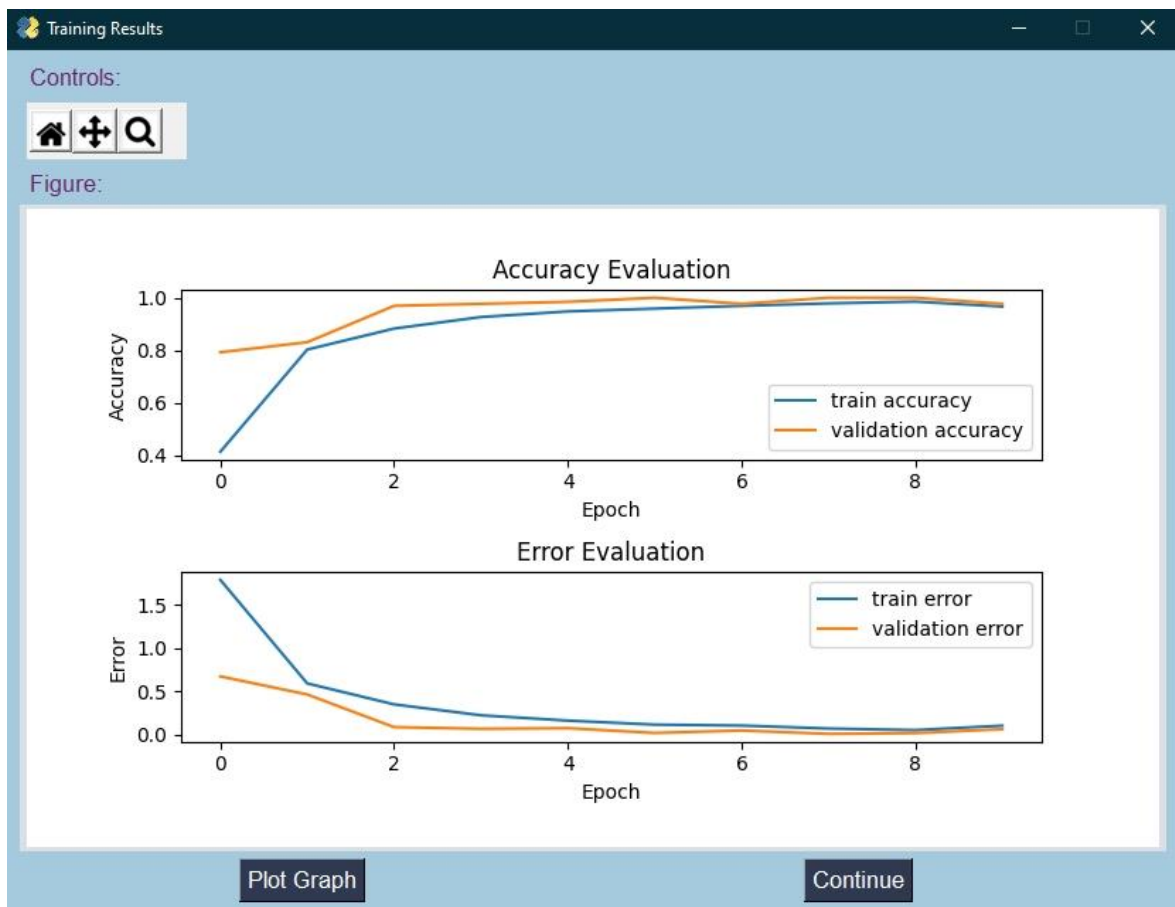 Training Results
Controls:
Figure:
Accuracy Evaluation
1.0
0.8
0.6
0.4
Accuracy
train accuracy
validation accuracy
0 2 4 6 8
Epoch
Error Evaluation
1.5
1.0
0.5
0.0
Error
train error
validation error
0 2 4 6 8
Epoch
Plot Graph
Continue